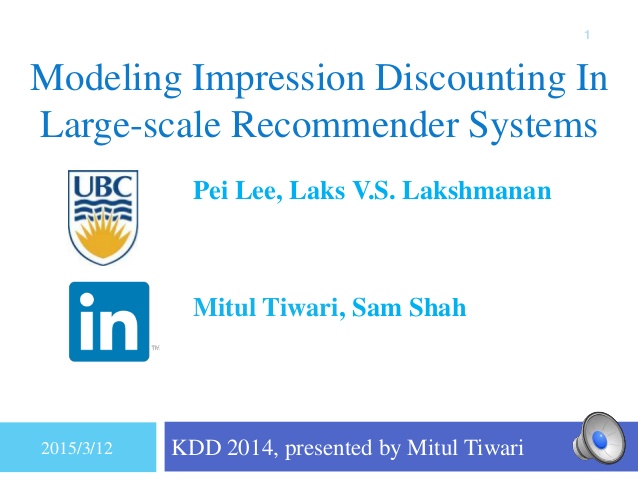 1
Modeling Impression Discounting In
Large-scale Recommender Systems
UBC
Pei Lee, Laks V.S. Lakshmanan
in
TM
Mitul Tiwari, Sam Shah
2015/3/12
KDD 2014, presented by Mitul Tiwari